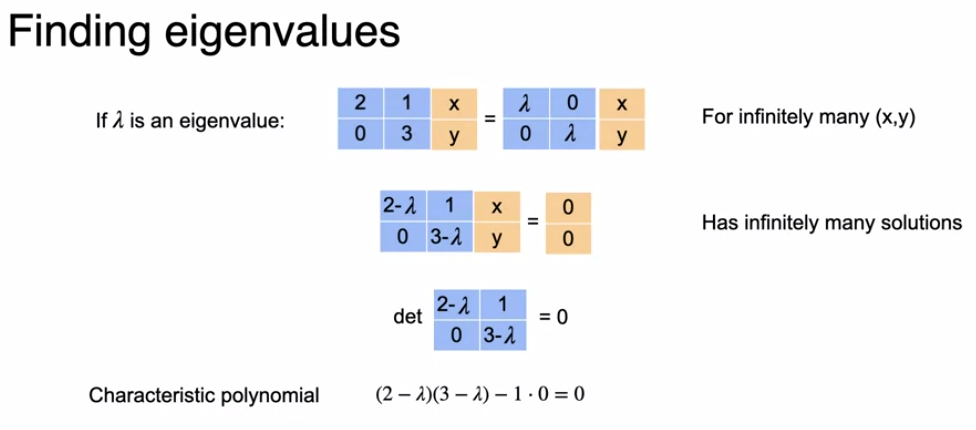 Finding eigenvalues
If λ is an eigenvalue:
2 1 x = λ 0 x
0 3 y 0 λ y
For infinitely many (x,y)
2-λ 1 x = 0
0 3-λ y 0
Has infinitely many solutions
det 2-λ 1 = 0
0 3-λ
Characteristic polynomial (2 − λ)(3 − λ) − 1 · 0 = 0